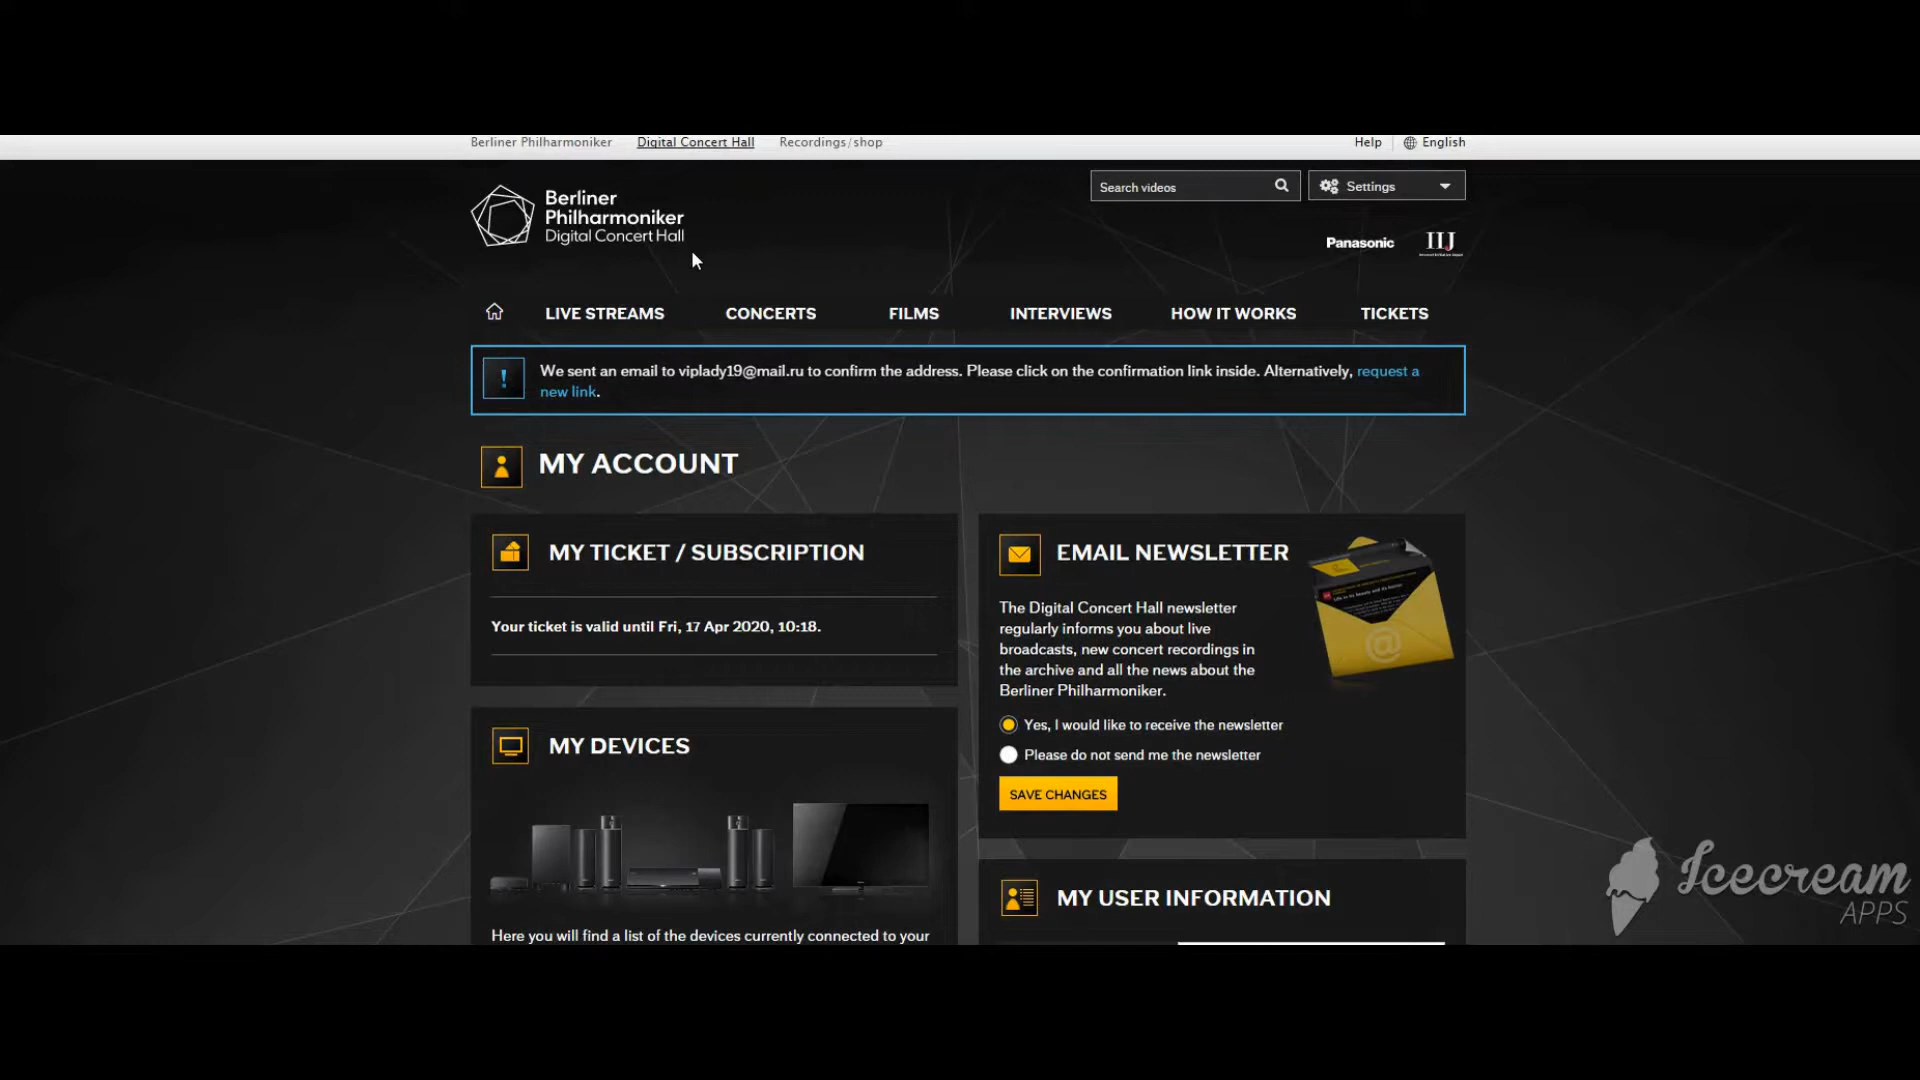 Berliner Philharmoniker Digital Concert Hall Recordings/shop Help English
Berliner
Philharmoniker
Digital Concert Hall
Search videos
Settings
Panasonic IIJ
LIVE STREAMS CONCERTS FILMS INTERVIEWS HOW IT WORKS TICKETS
! We sent an email to viplady19@mail.ru to confirm the address. Please click on the confirmation link inside. Alternatively, request a
new link.
MY ACCOUNT
MY TICKET / SUBSCRIPTION
Your ticket is valid until Fri, 17 Apr 2020, 10:18.
MY DEVICES
Here you will find a list of the devices currently connected to your
EMAIL NEWSLETTER
The Digital Concert Hall newsletter
regularly informs you about live
broadcasts, new concert recordings in
the archive and all the news about the
Berliner Philharmoniker.
Yes, I would like to receive the newsletter
Please do not send me the newsletter
SAVE CHANGES
@
MY USER INFORMATION
Icecream
APPS